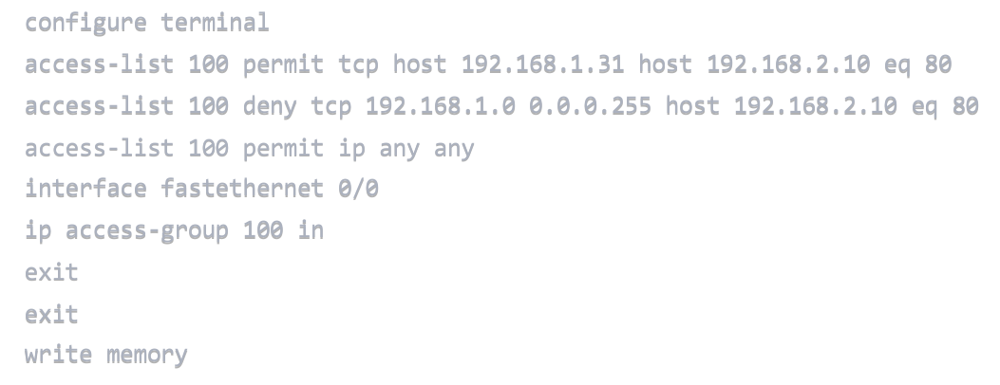 configure terminal
access-list 100 permit tcp host 192.168.1.31 host 192.168.2.10 eq 80
access-list 100 deny tcp 192.168.1.0 0.0.0.255 host 192.168.2.10 eq 80
access-list 100 permit ip any any
interface fastethernet 0/0
ip access-group 100 in
exit
exit
write memory